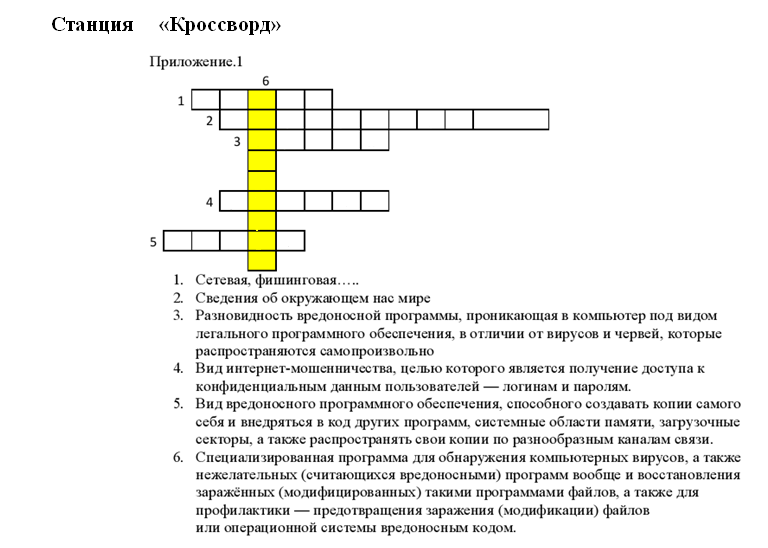 Станция «Кроссворд»
Приложение.1
6
1
2
3
4
5
1. Сетевая, фишинговая…..
2. Сведения об окружающем нас мире
3. Разновидность вредоносной программы, проникающая в компьютер под видом
легального программного обеспечения, в отличии от вирусов и червей, которые
распространяются самопроизвольно
4. Вид интернет-мошенничества, целью которого является получение доступа к
конфиденциальным данным пользователей — логинам и паролям.
5. Вид вредоносного программного обеспечения, способного создавать копии самого
себя и внедряться в код других программ, системные области памяти, загрузочные
секторы, а также распространять свои копии по разнообразным каналам связи.
6. Специализированная программа для обнаружения компьютерных вирусов, а также
нежелательных (считающихся вредоносными) программ вообще и восстановления
заражённых (модифицированных) такими программами файлов, а также для
профилактики — предотвращения заражения (модификации) файлов
или операционной системы вредоносным кодом.